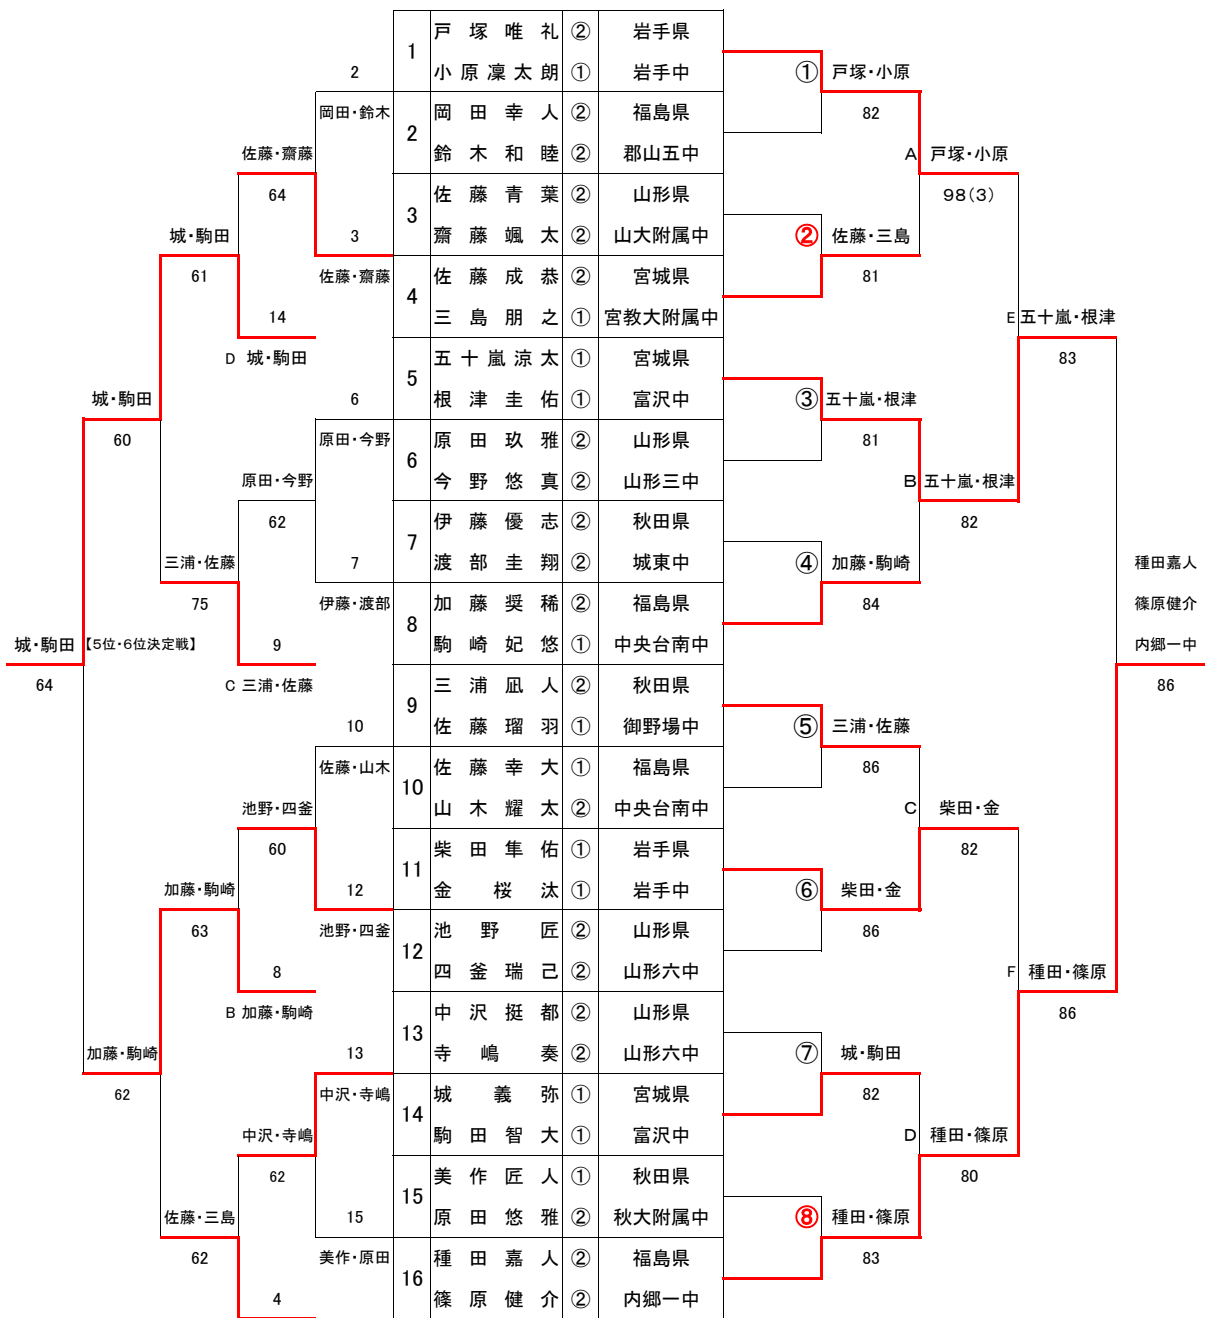 1 戸塚唯礼 ② 岩手県
小原凜太朗 ① 岩手中
2 岡田幸人 ② 福島県
鈴木和睦 ② 郡山五中
3 佐藤青葉 ② 山形県
齋藤颯太 ② 山大附属中
4 佐藤成恭 ② 宮城県
三島朋之 ① 宮教大附属中
5 五十嵐涼太 ① 宮城県
根津圭佑 ① 富沢中
6 原田玖雅 ② 山形県
今野悠真 ② 山形三中
7 伊藤優志 ② 秋田県
渡部圭翔 ② 城東中
8 加藤奨稀 ② 福島県
駒崎妃悠 ① 中央台南中
9 三浦凪人 ② 秋田県
佐藤瑠羽 ① 御野場中
10 佐藤幸大 ① 福島県
山木耀太 ② 中央台南中
11 柴田隼佑 ① 岩手県
金桜汰 ① 岩手中
12 池野匠 ② 山形県
四釜瑞己 ② 山形六中
13 中沢挺都 ② 山形県
寺嶋奏 ② 山形六中
14 城義弥 ① 宮城県
駒田智大 ① 富沢中
15 美作匠人 ① 秋田県
原田悠雅 ② 秋大附属中
16 種田嘉人 ② 福島県
篠原健介 ② 内郷一中
① 戸塚・小原
82
② 佐藤・三島
81
③ 五十嵐・根津
81
④ 加藤・駒崎
84
⑤ 三浦・佐藤
86
⑥ 柴田・金
86
⑦ 城・駒田
82
⑧ 種田・篠原
83
A 戸塚・小原
98(3)
B 五十嵐・根津
82
C 柴田・金
82
D 種田・篠原
80
E 五十嵐・根津
83
F 種田・篠原
86
種田嘉人
篠原健介
内郷一中
86
2
岡田・鈴木
3
佐藤・齋藤
6
原田・今野
7
伊藤・渡部
10
佐藤・山木
12
池野・四釜
13
中沢・寺嶋
15
美作・原田
佐藤・齋藤
64
14
D 城・駒田
原田・今野
62
9
C 三浦・佐藤
池野・四釜
60
8
B 加藤・駒崎
中沢・寺嶋
62
4
城・駒田
61
三浦・佐藤
75
加藤・駒崎
63
佐藤・三島
62
城・駒田
60
加藤・駒崎
62
城・駒田
【5位・6位決定戦】
64